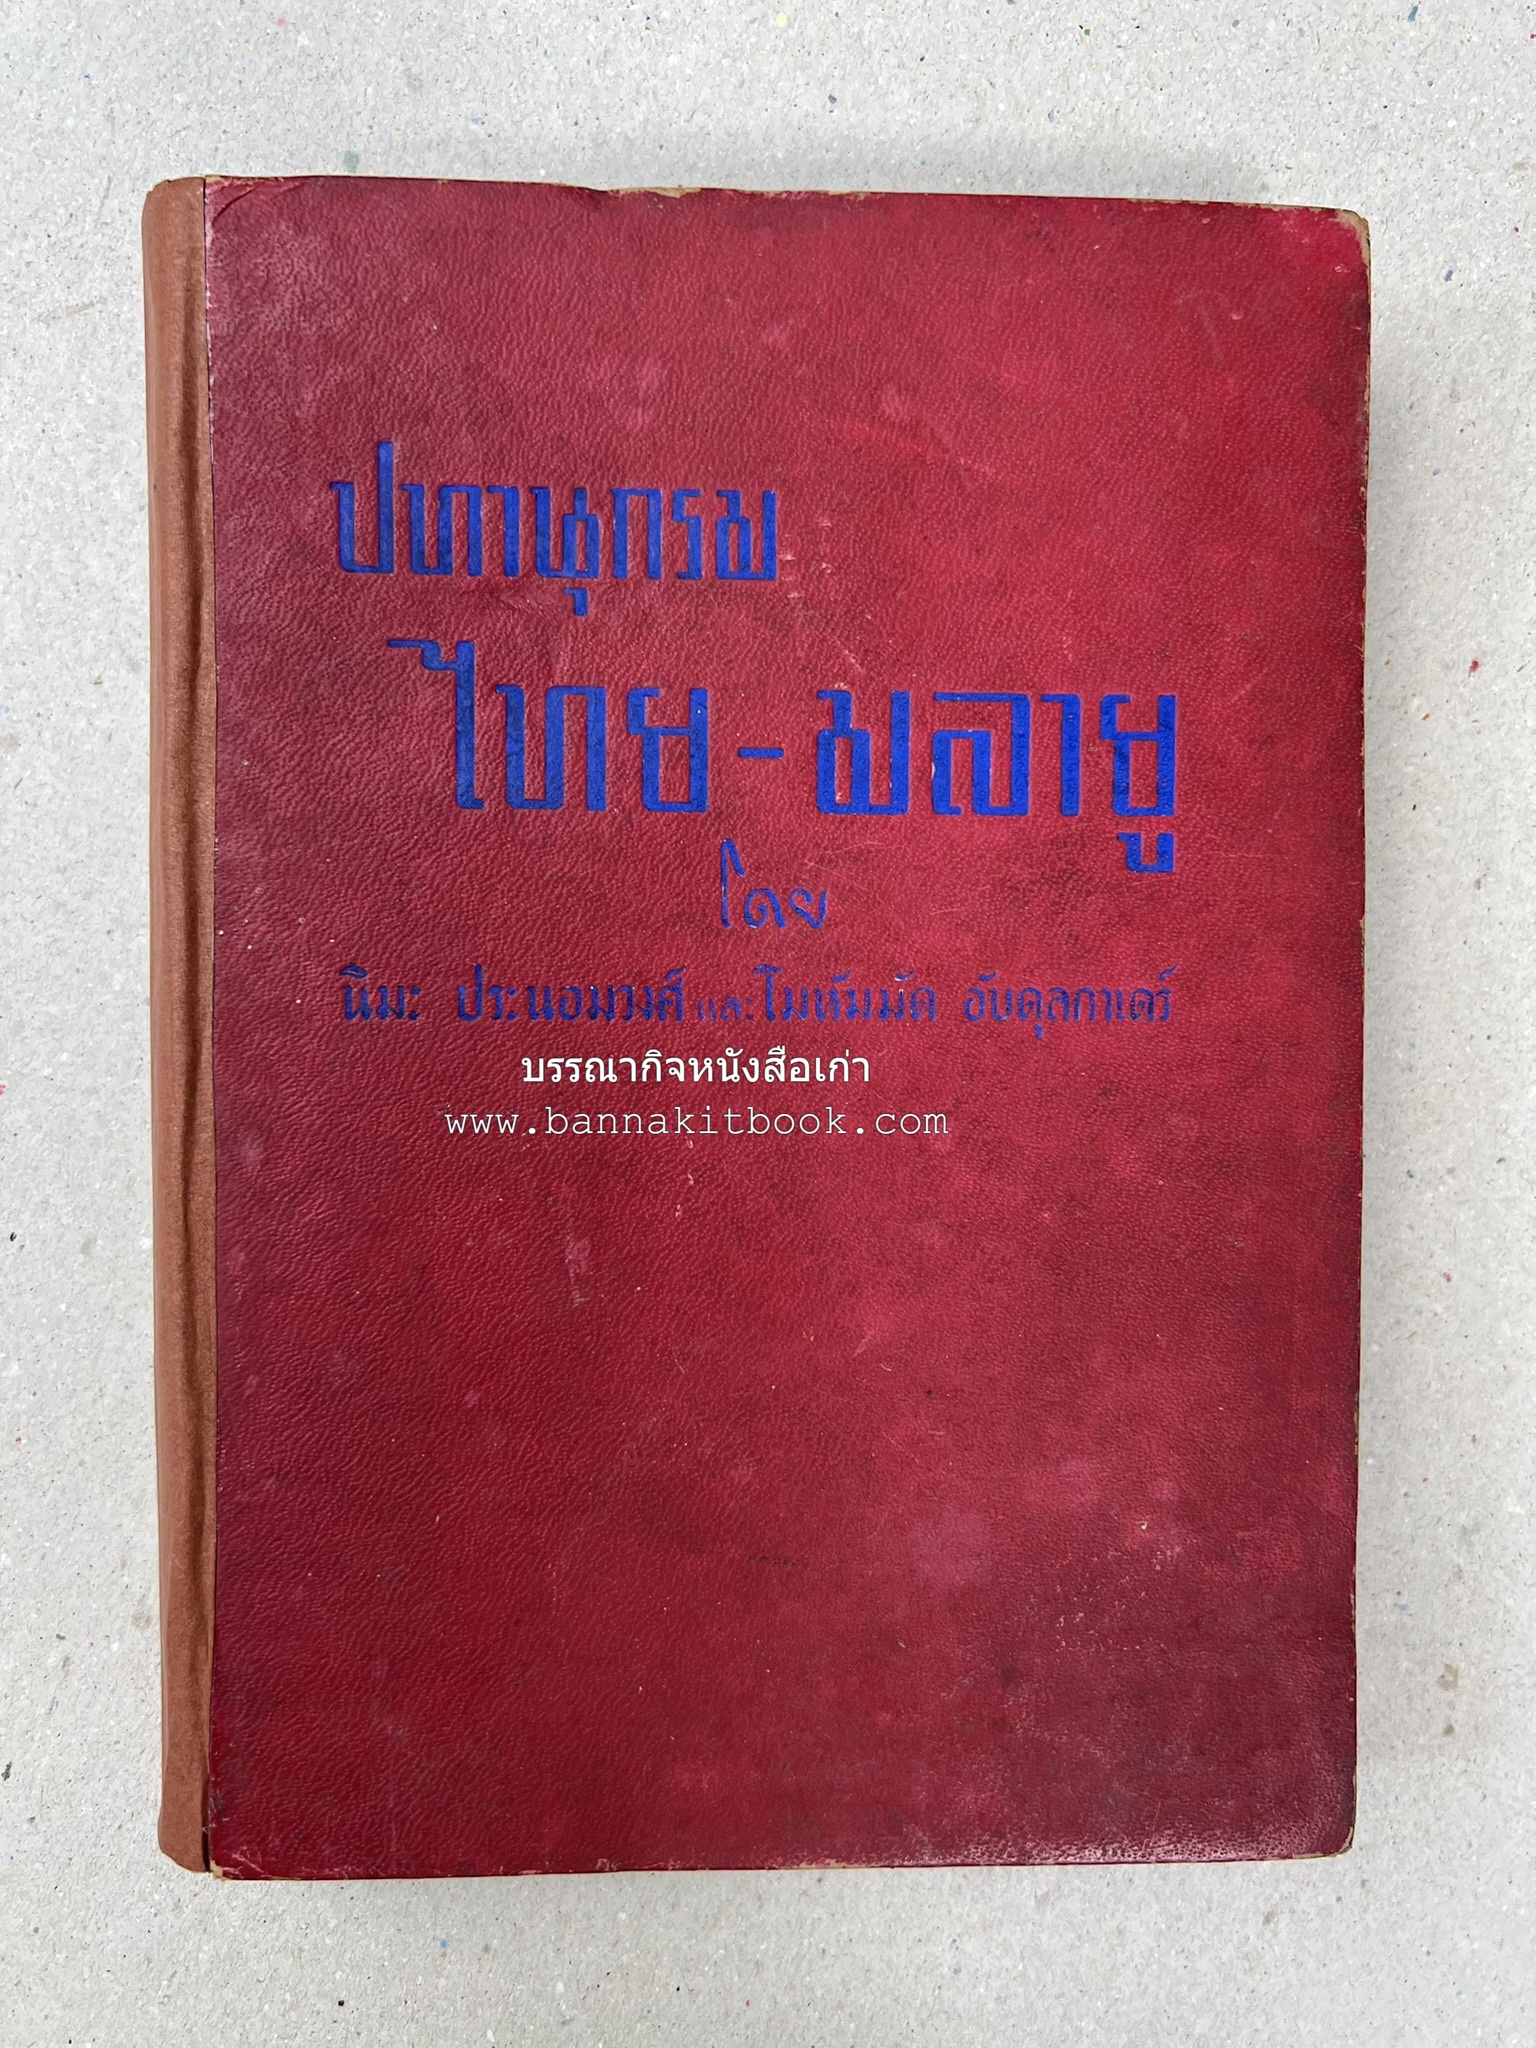 ปทานุกรม
ไทย - มลายู
โดย
นิมะ ประนอมวงศ์ และ โมหัมมัด อับดุลกาเดร์
บรรณากิจหนังสือเก่า
www.bannakitbook.com